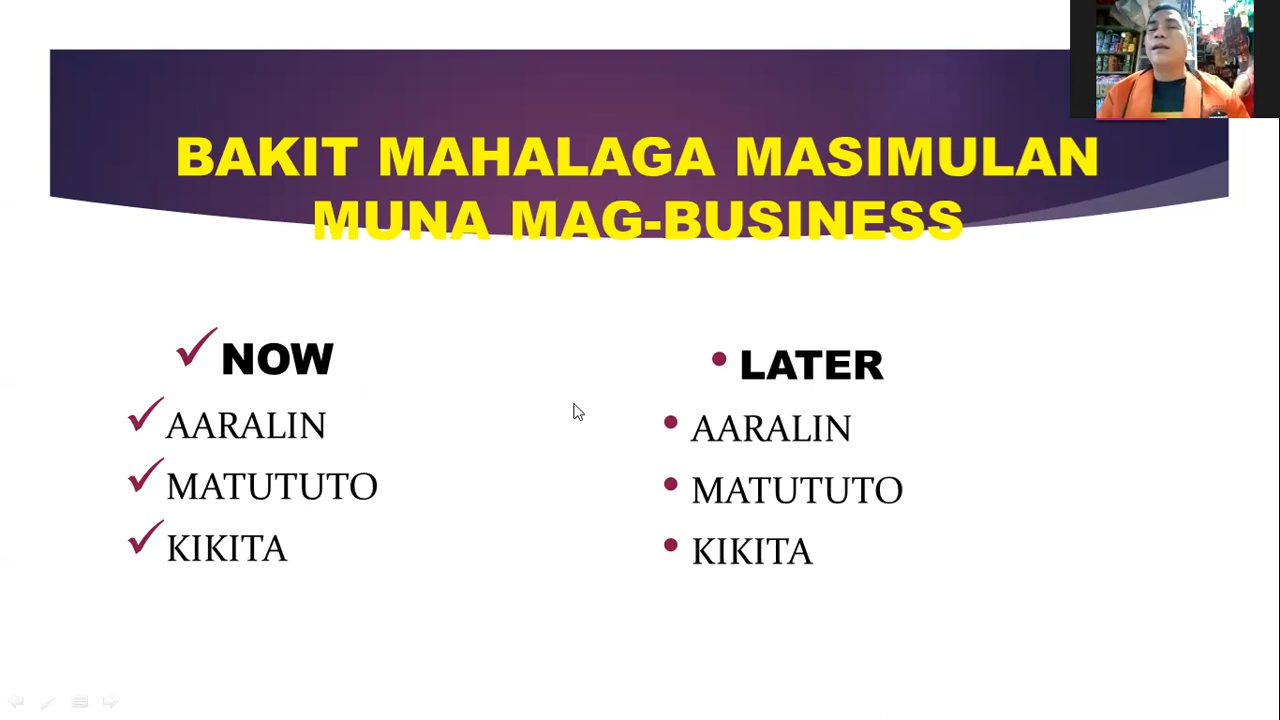 BAKIT MAHALAGA MASIMULAN
MUNA MAG-BUSINESS
NOW
AARALIN
MATUTUTO
KIKITA
LATER
AARALIN
MATUTUTO
KIKITA